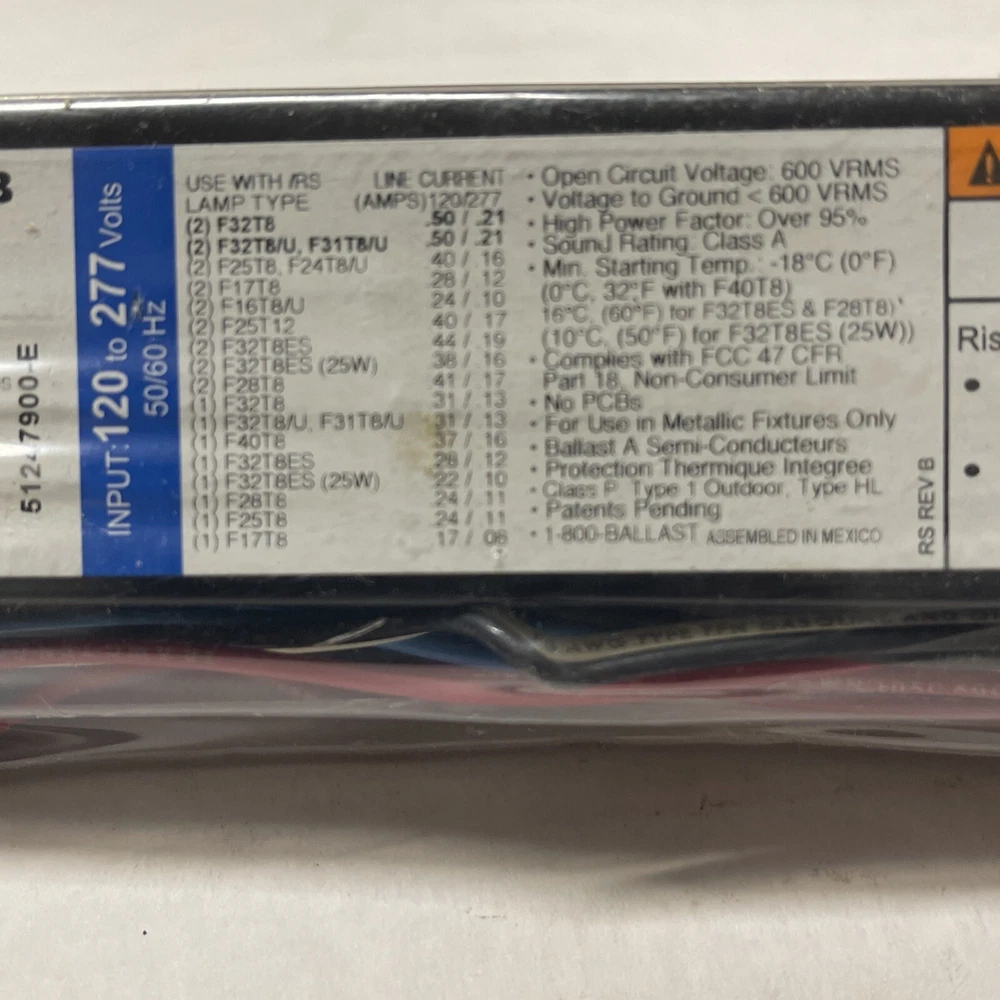 B
5124-7900-E
INPUT: 120 to 277 Volts
50/60 Hz
USE WITH /RS LINE CURRENT
LAMP TYPE (AMPS)120/277
(2) F32T8 .50 / .21
(2) F32T8/U, F31T8/U .50 / .21
(2) F25T8, F24T8/U .40 / .16
(2) F17T8 .28 / .12
(2) F16T8/U .24 / .10
(2) F25T12 .40 / .17
(2) F32T8ES .44 / .19
(2) F32T8ES (25W) .38 / .16
(2) F28T8 .41 / .17
(1) F32T8 .31 / .13
(1) F32T8/U, F31T8/U .31 / .13
(1) F40T8 .37 / .16
(1) F32T8ES .28 / .12
(1) F32T8ES (25W) .22 / .10
(1) F28T8 .24 / .11
(1) F25T8 .24 / .11
(1) F17T8 .17 / .08
• Open Circuit Voltage: 600 VRMS
• Voltage to Ground < 600 VRMS
• High Power Factor: Over 95%
• Sound Rating: Class A
• Min. Starting Temp.: -18°C (0°F)
(0°C, 32°F with F40T8)
16°C, (60°F) for F32T8ES & F28T8)
(10°C, (50°F) for F32T8ES (25W))
• Complies with FCC 47 CFR
Part 18, Non-Consumer Limit
• No PCBs
• For Use in Metallic Fixtures Only
• Ballast A Semi-Conducteurs
• Protection Thermique Integree
• Class P, Type 1 Outdoor, Type HL
• Patents Pending
• 1-800-BALLAST ASSEMBLED IN MEXICO
RS REV B
Ris
AWG TYPE